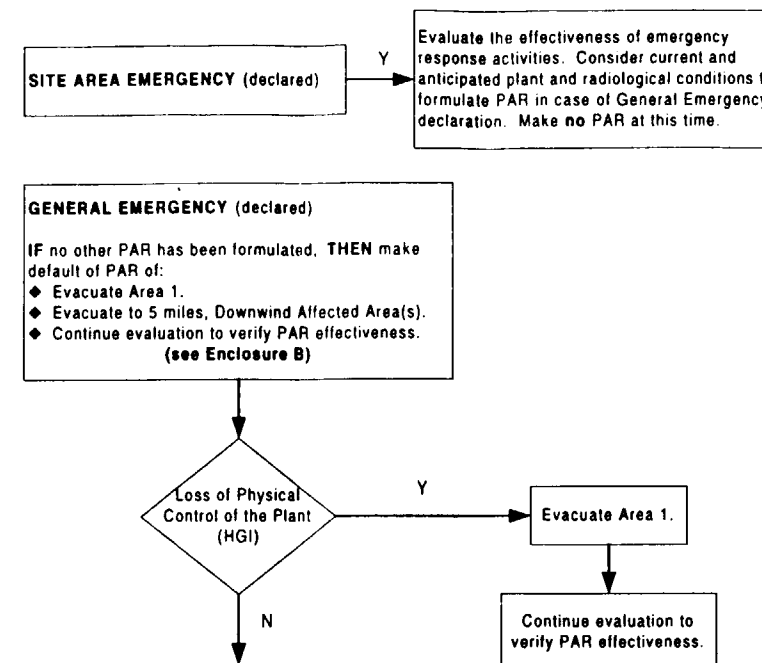 SITE AREA EMERGENCY (declared)
Y
Evaluate the effectiveness of emergency
response activities. Consider current and
anticipated plant and radiological conditions t
formulate PAR in case of General Emergency
declaration. Make no PAR at this time.
GENERAL EMERGENCY (declared)
IF no other PAR has been formulated, THEN make
default of PAR of:
◆ Evacuate Area 1.
◆ Evacuate to 5 miles, Downwind Affected Area(s).
◆ Continue evaluation to verify PAR effectiveness.
(see Enclosure B)
Loss of Physical
Control of the Plant
(HGI)
Y
Evacuate Area 1.
N
Continue evaluation to
verify PAR effectiveness.